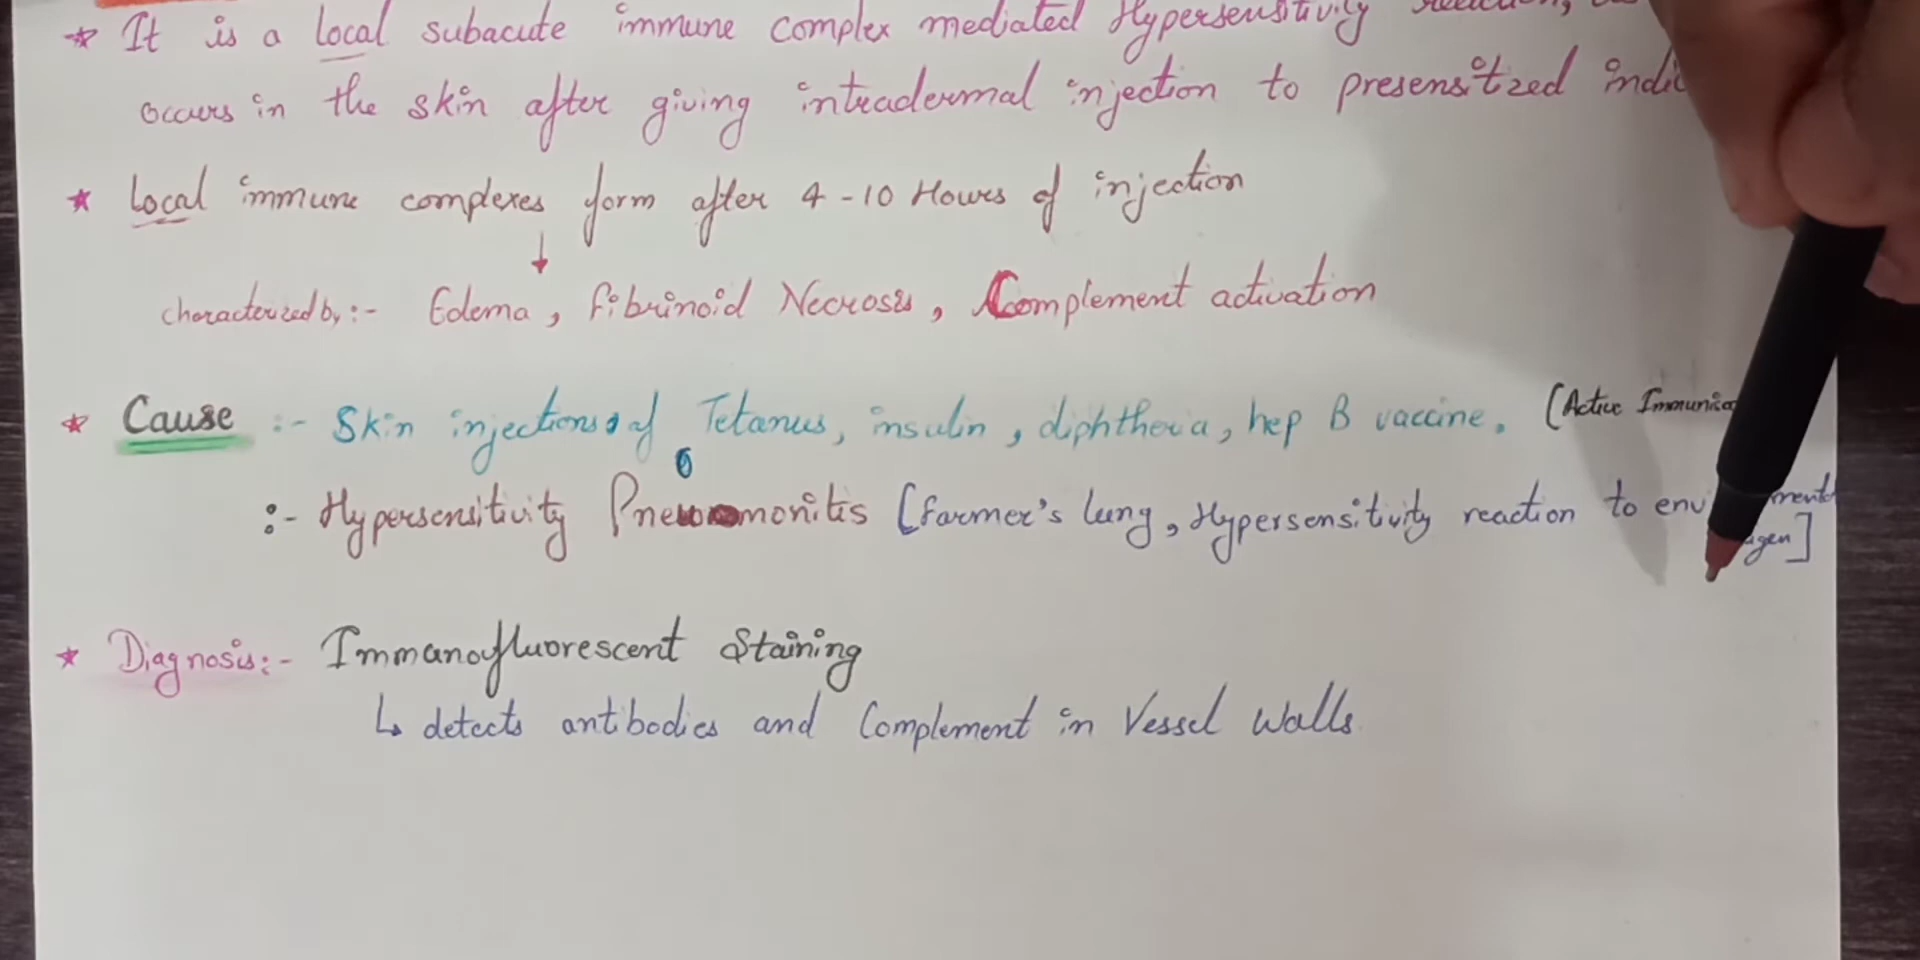 * It is a local subacute immune complex mediated Hypersensitivity
occurs in the skin after giving intradermal injection to presensitized
* Local immune complexes form after 4-10 Hours of injection
↓
characterized by :- Edema, fibrinoid Necrosis, Complement activation
* Cause :- Skin injections of Tetanus, insulin, diphtheria, hep B vaccine. (Active
:- Hypersensitivity Pneumonitis [farmer's lung, Hypersensitivity reaction to
* Diagnosis:- Immanofluorescent Staining
↳ detects antibodies and Complement in Vessel Walls